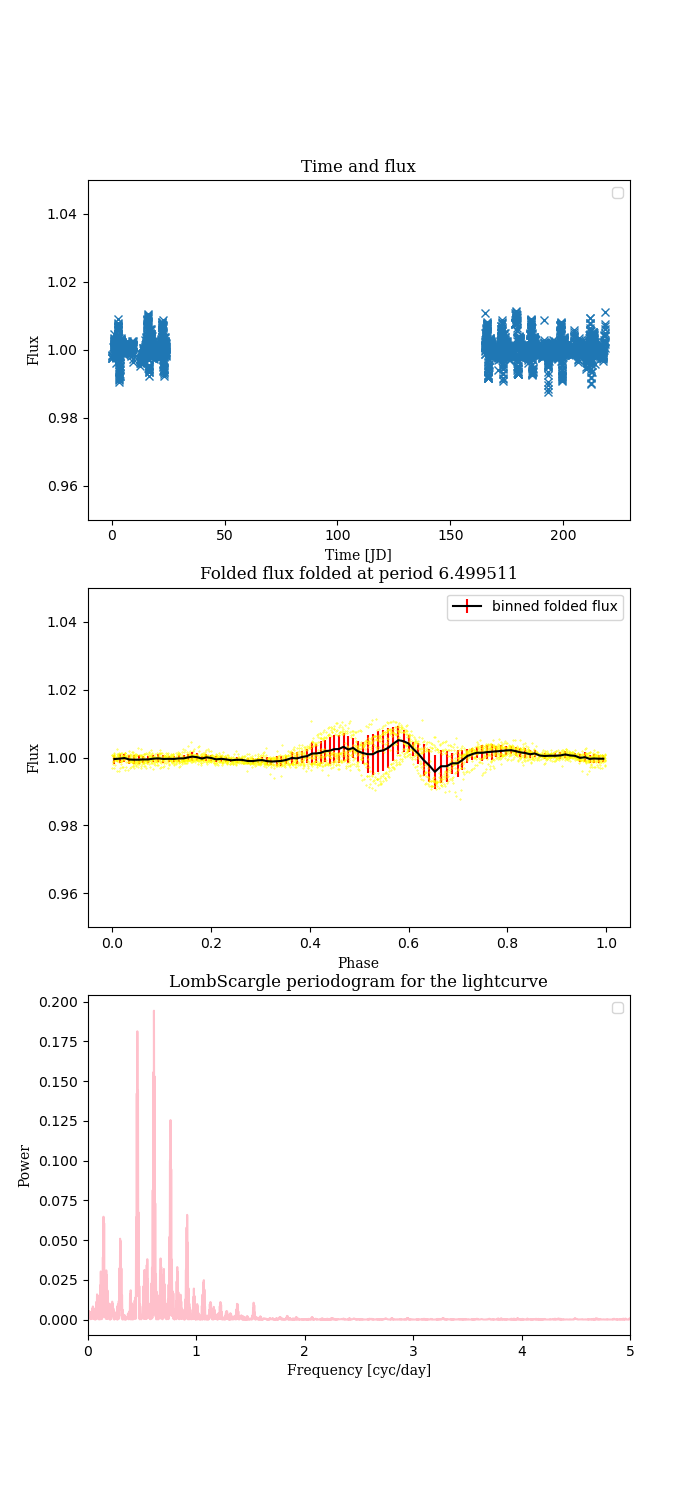 Time and flux
1.04
1.02
1.00
0.98
0.96
Flux
0 50 100 150 200
Time [JD]
Folded flux folded at period 6.499511
binned folded flux
1.04
1.02
1.00
0.98
0.96
Flux
0.0 0.2 0.4 0.6 0.8 1.0
Phase
LombScargle periodogram for the lightcurve
0.200
0.175
0.150
0.125
0.100
0.075
0.050
0.025
0.000
Power
0 1 2 3 4 5
Frequency [cyc/day]